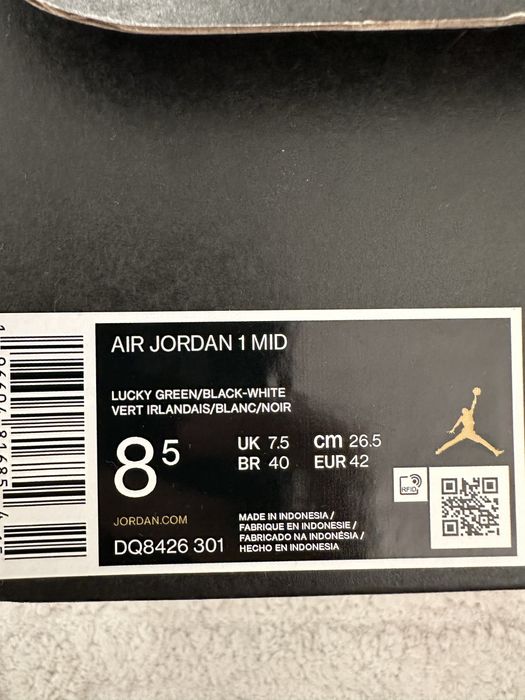 AIR JORDAN 1 MID
LUCKY GREEN/BLACK-WHITE
VERT IRLANDAIS/BLANC/NOIR
8 5
UK 7.5 cm 26.5
BR 40 EUR 42
RFID
JORDAN.COM
DQ8426 301
MADE IN INDONESIA /
FABRIQUE EN INDONESIE /
FABRICADO NA INDONÉSIA /
HECHO EN INDONESIA